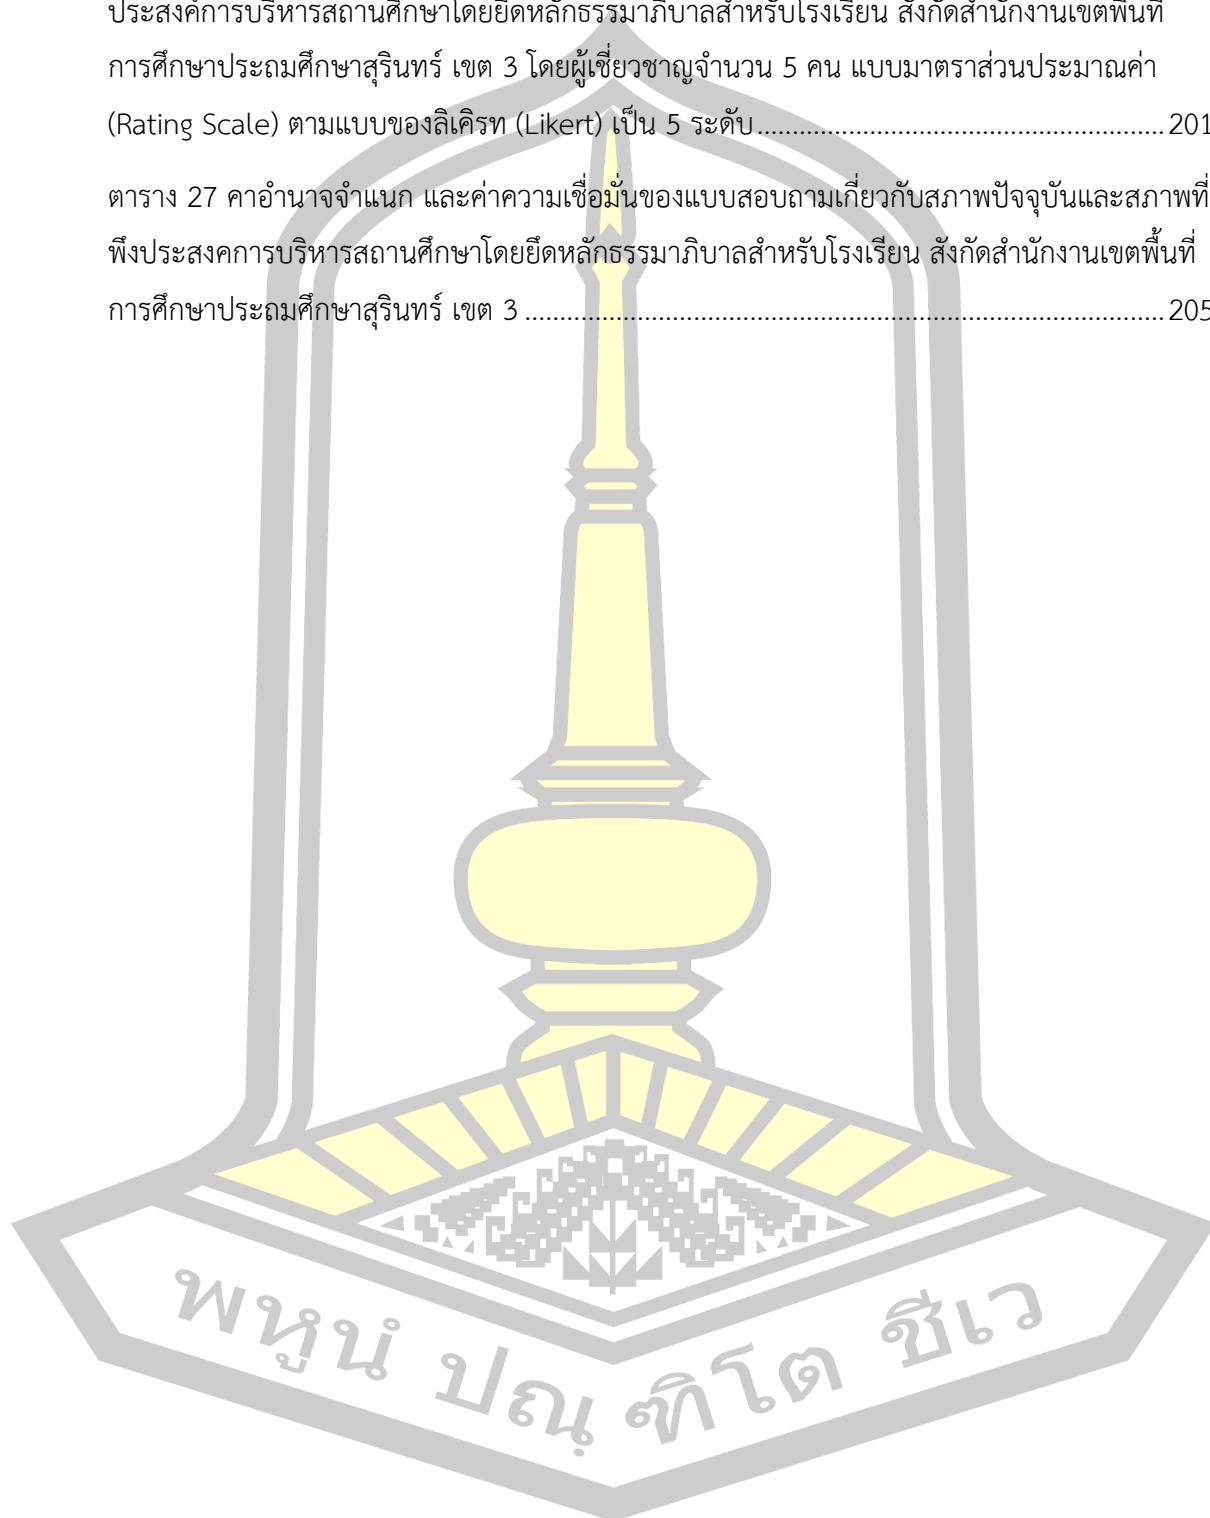 ประสงค์การบริหารสถานศึกษาโดยยึดหลักธรรมาภิบาลสำหรับโรงเรียน สังกัดสำนักงานเขตพื้นที่
การศึกษาประถมศึกษาสุรินทร์ เขต 3 โดยผู้เชี่ยวชาญจำนวน 5 คน แบบมาตราส่วนประมาณค่า
(Rating Scale) ตามแบบของลิเคิรท (Likert) เป็น 5 ระดับ ........................................................... 201
ตาราง 27 คาอำนาจจำแนก และค่าความเชื่อมั่นของแบบสอบถามเกี่ยวกับสภาพปัจจุบันและสภาพที่
พึงประสงคการบริหารสถานศึกษาโดยยึดหลักธรรมาภิบาลสำหรับโรงเรียน สังกัดสำนักงานเขตพื้นที่
การศึกษาประถมศึกษาสุรินทร์ เขต 3 ............................................................................................ 205
พหูนํ ปณฺฑิโต ชีเว